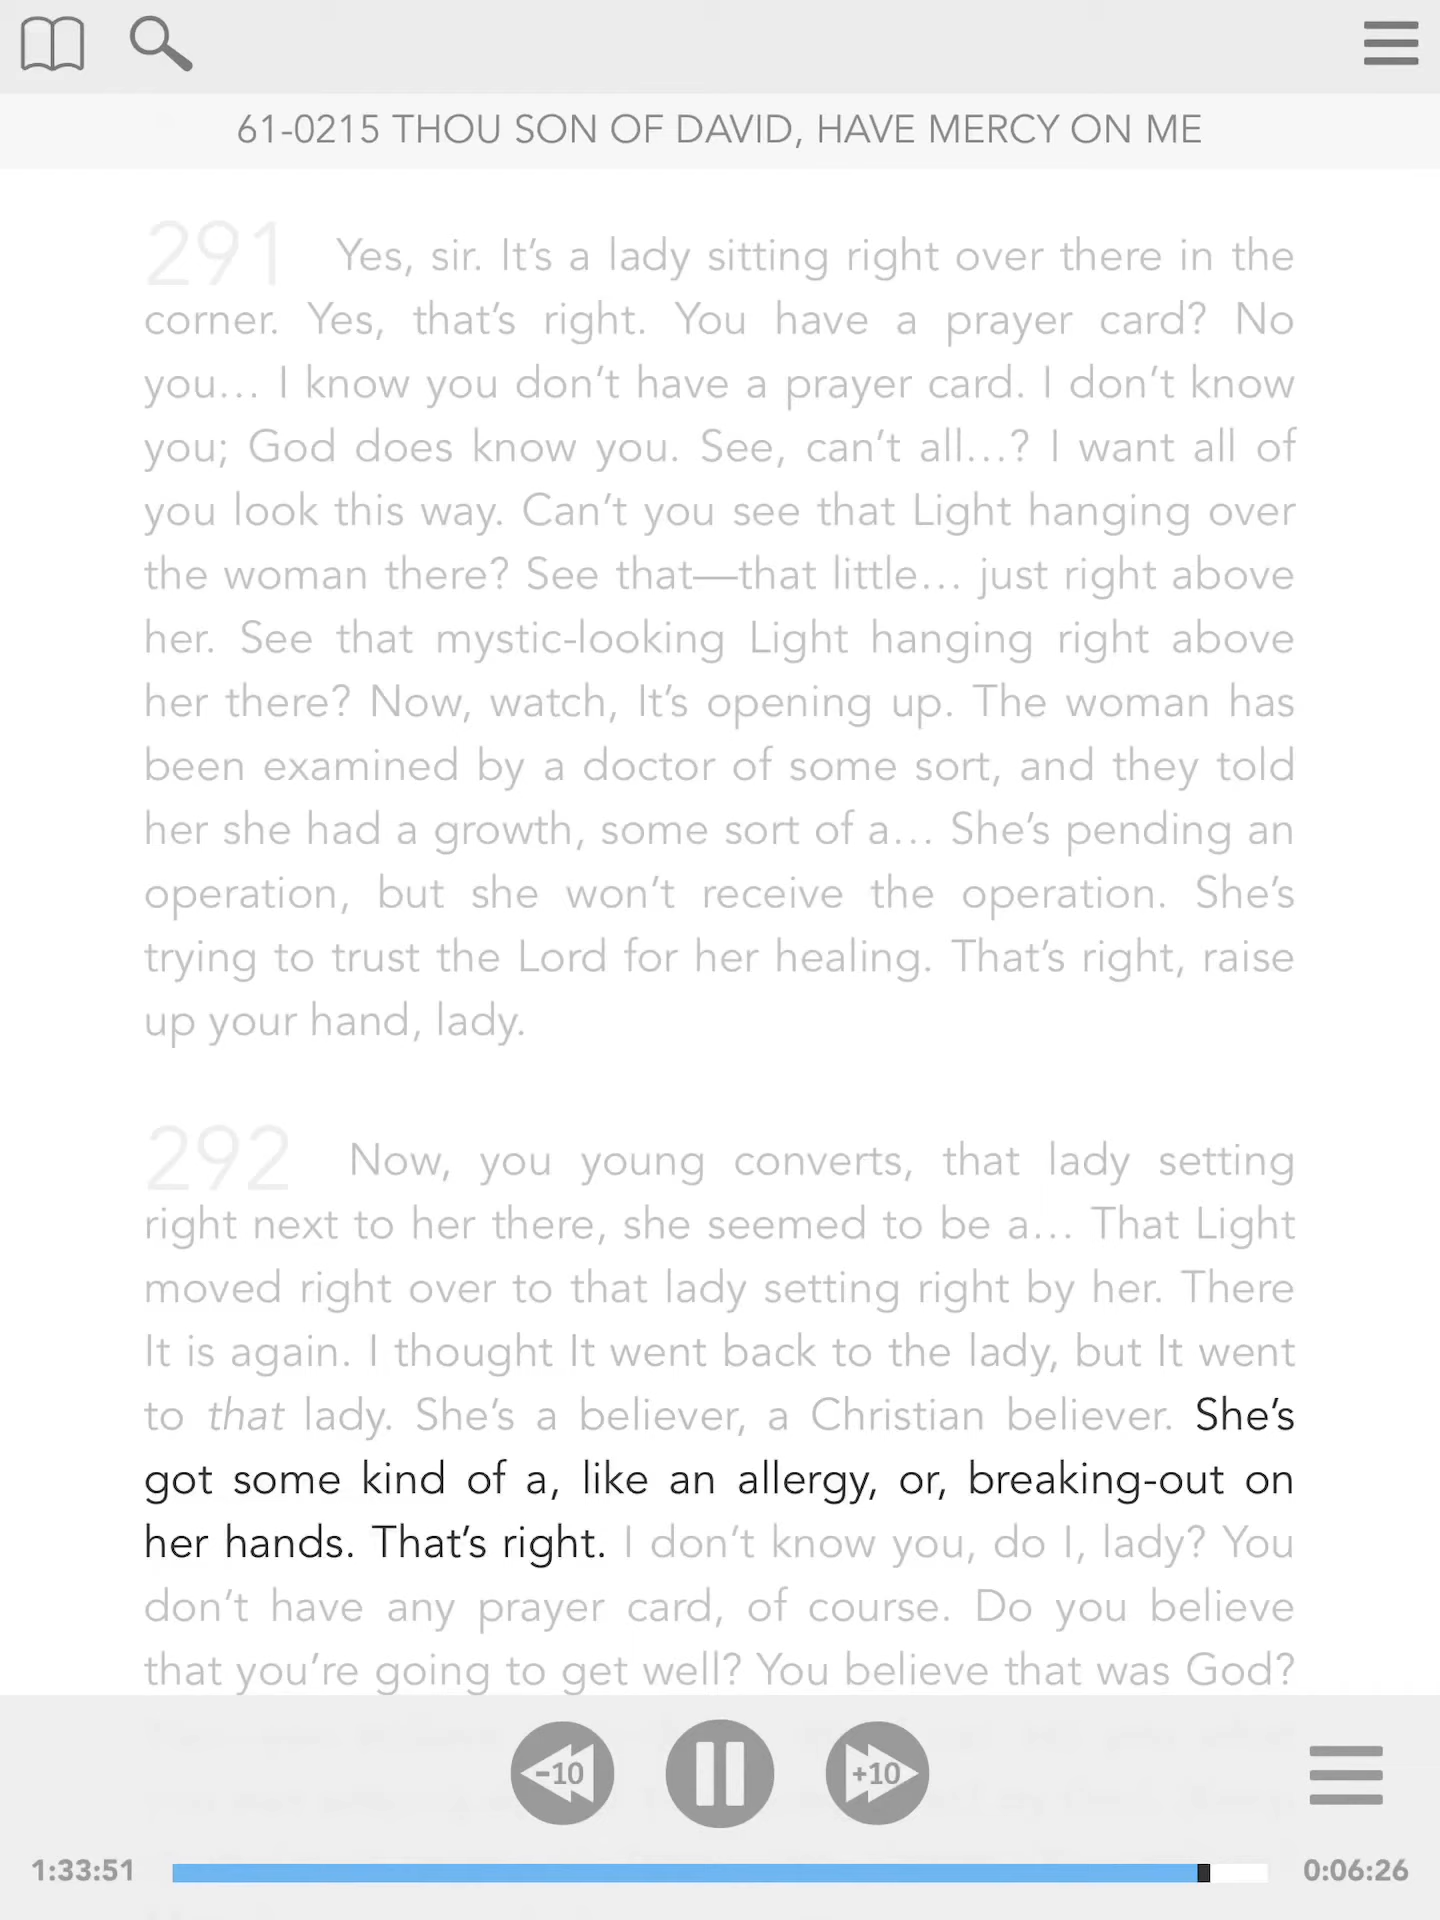 61-0215 THOU SON OF DAVID, HAVE MERCY ON ME
291 Yes, sir. It’s a lady sitting right over there in the
corner. Yes, that’s right. You have a prayer card? No
you… I know you don’t have a prayer card. I don’t know
you; God does know you. See, can’t all…? I want all of
you look this way. Can’t you see that Light hanging over
the woman there? See that—that little… just right above
her. See that mystic-looking Light hanging right above
her there? Now, watch, It’s opening up. The woman has
been examined by a doctor of some sort, and they told
her she had a growth, some sort of a… She’s pending an
operation, but she won’t receive the operation. She’s
trying to trust the Lord for her healing. That’s right, raise
up your hand, lady.
292 Now, you young converts, that lady setting
right next to her there, she seemed to be a… That Light
moved right over to that lady setting right by her. There
It is again. I thought It went back to the lady, but It went
to that lady. She’s a believer, a Christian believer. She’s
got some kind of a, like an allergy, or, breaking-out on
her hands. That’s right. I don’t know you, do I, lady? You
don’t have any prayer card, of course. Do you believe
that you’re going to get well? You believe that was God?
-10 +10
1:33:51 0:06:26